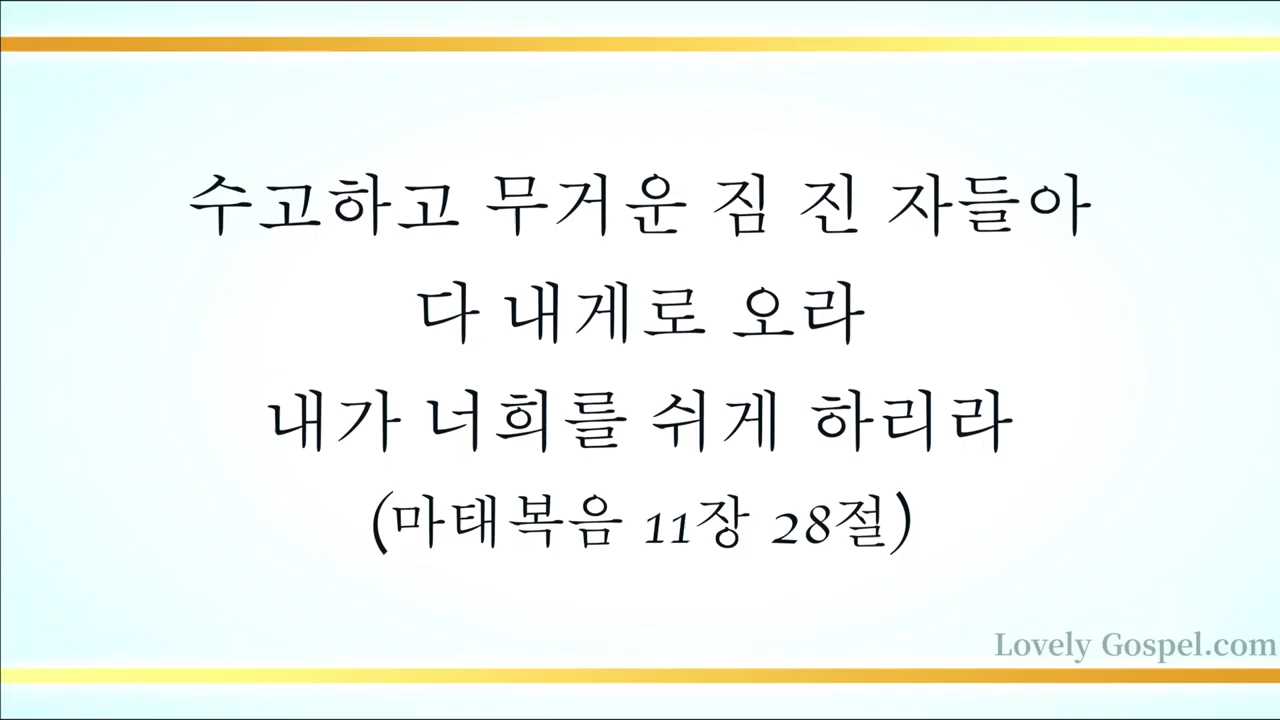 수고하고 무거운 짐 진 자들아
다 내게로 오라
내가 너희를 쉬게 하리라
(마태복음 11장 28절)
Lovely Gospel.com